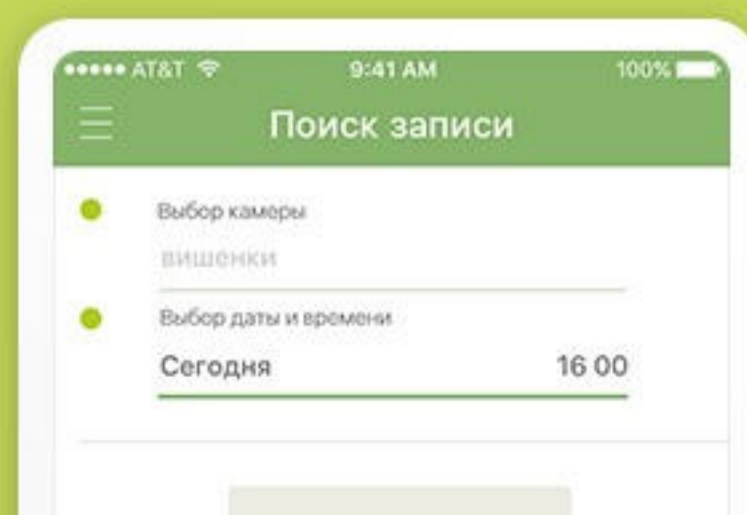 AT&T 9:41 AM 100%
Поиск записи
Выбор камеры
вишенки
Выбор даты и времени
Сегодня 16 00